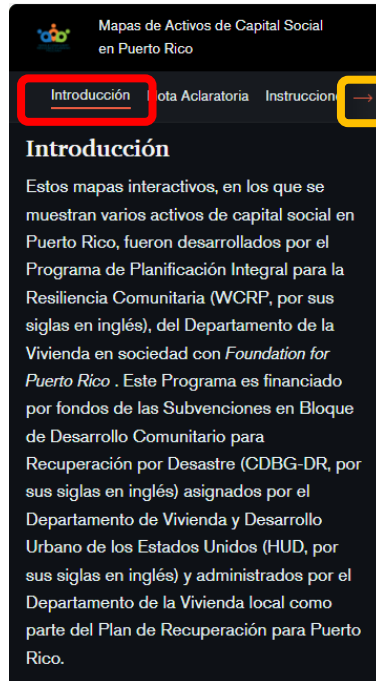 Mapas de Activos de Capital Social
en Puerto Rico
Introducción Nota Aclaratoria Instruccione →
Introducción
Estos mapas interactivos, en los que se
muestran varios activos de capital social en
Puerto Rico, fueron desarrollados por el
Programa de Planificación Integral para la
Resiliencia Comunitaria (WCRP, por sus
siglas en inglés), del Departamento de la
Vivienda en sociedad con Foundation for
Puerto Rico . Este Programa es financiado
por fondos de las Subvenciones en Bloque
de Desarrollo Comunitario para
Recuperación por Desastre (CDBG-DR, por
sus siglas en inglés) asignados por el
Departamento de Vivienda y Desarrollo
Urbano de los Estados Unidos (HUD, por
sus siglas en inglés) y administrados por el
Departamento de la Vivienda local como
parte del Plan de Recuperación para Puerto
Rico.